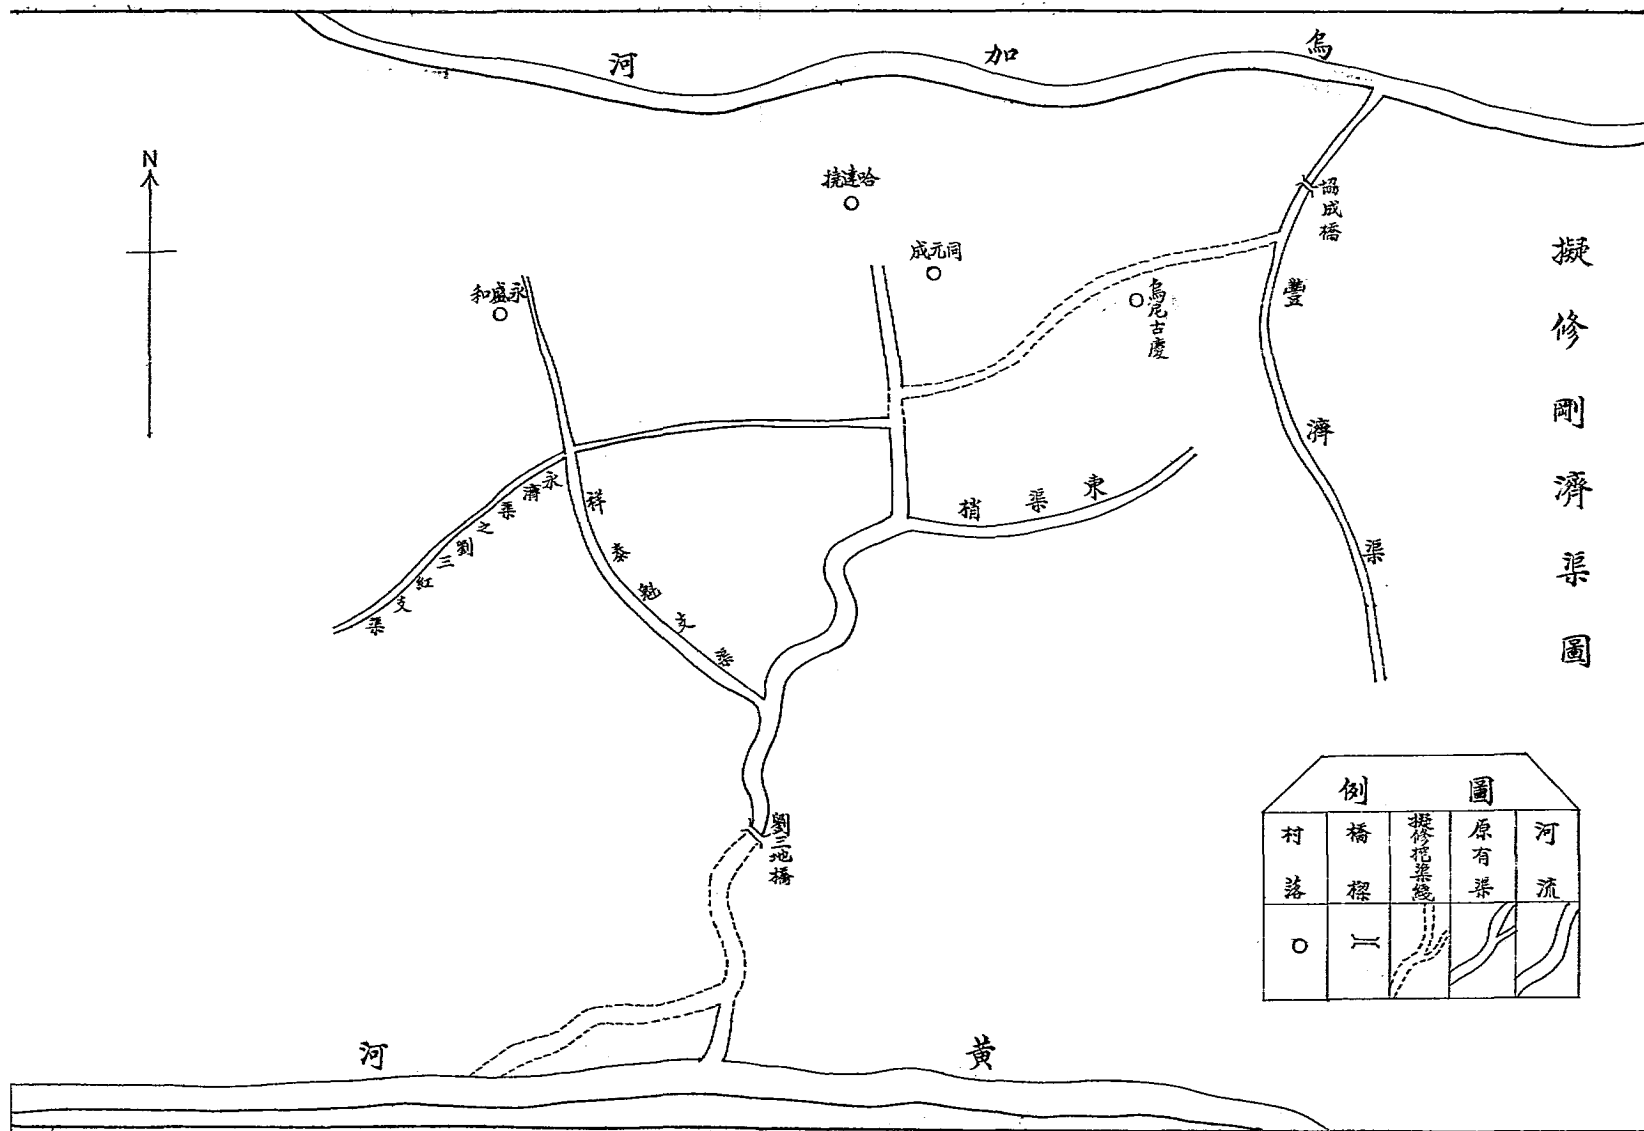 擬修剛濟渠圖
烏加河
N
協成橋
豐濟渠
哈達撓
同元成
烏尼古慶
永盛和
東渠梢
永濟渠之劉三紅支渠
祥泰魁支渠
劉三地橋
黃河
圖例
河流
原有渠
擬修挖渠綫
橋樑
村落